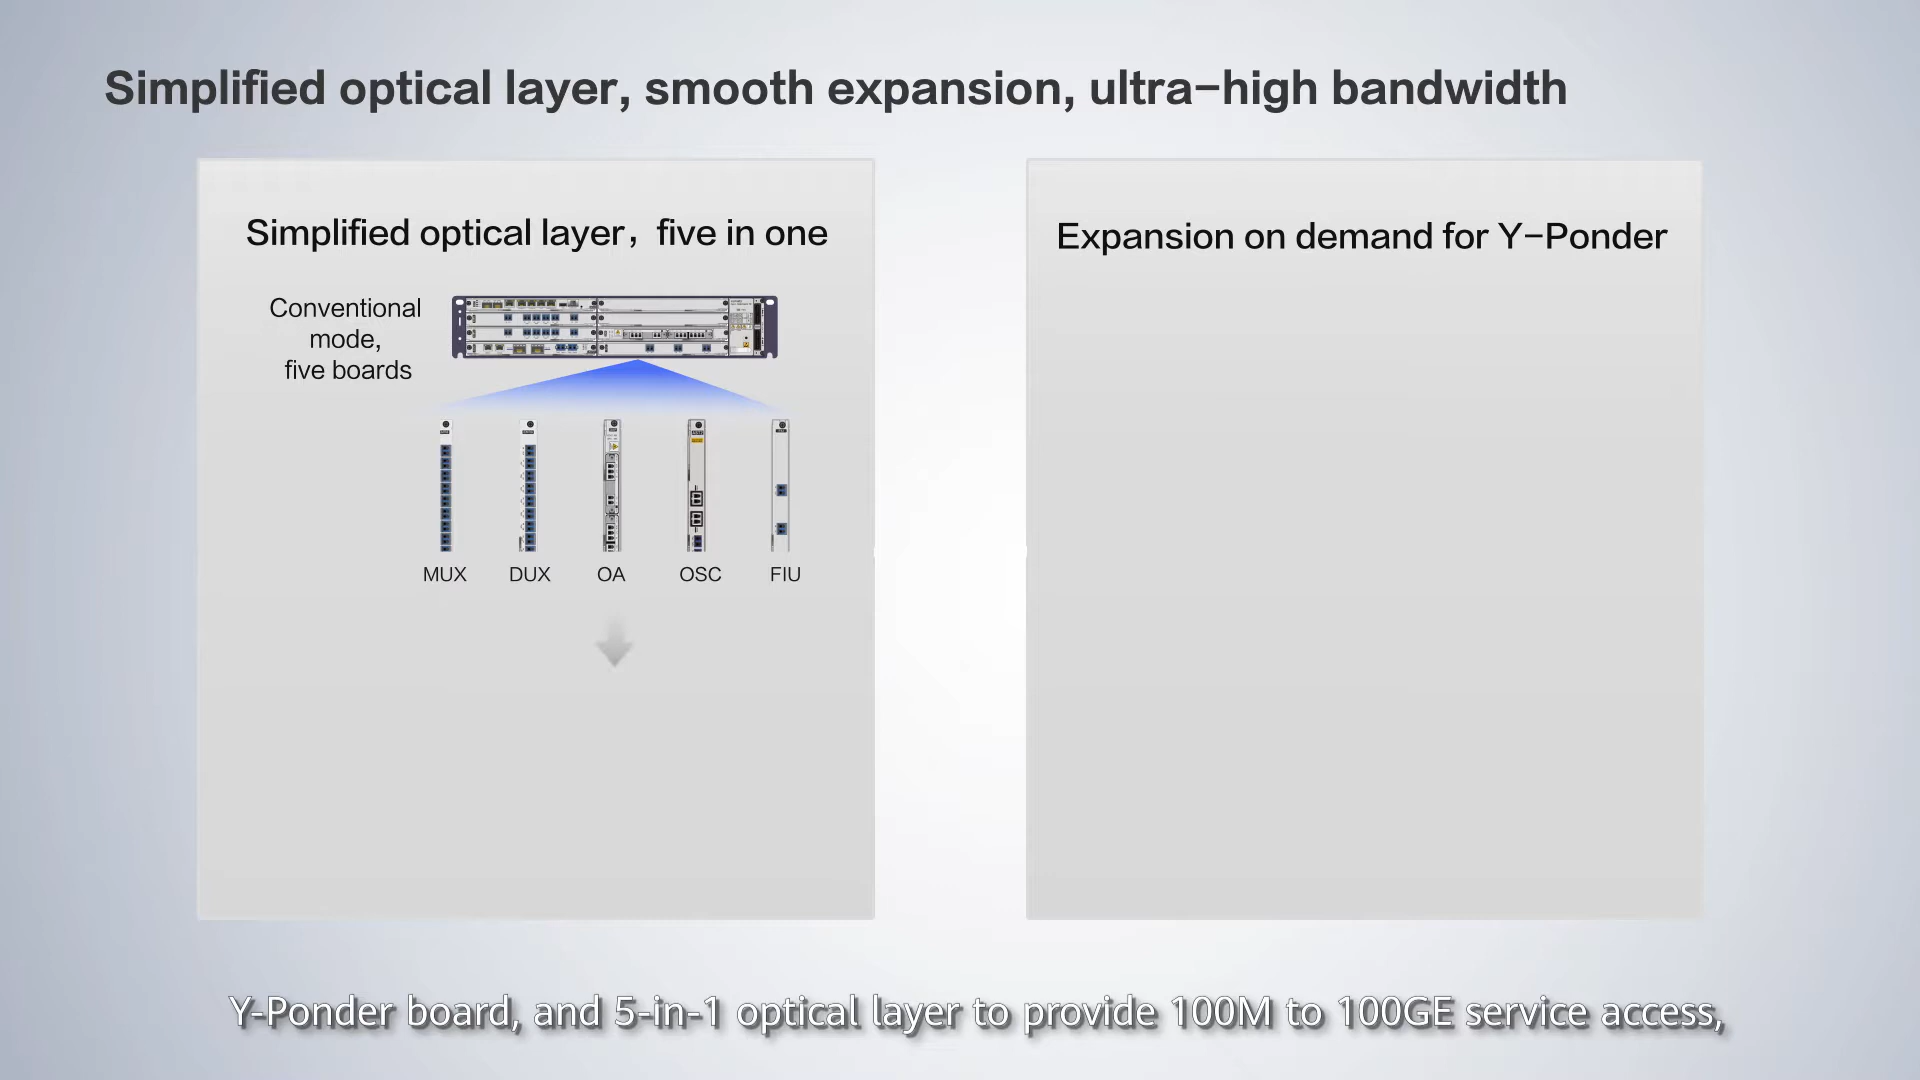 Simplified optical layer, smooth expansion, ultra-high bandwidth
Simplified optical layer，five in one
Conventional
mode,
five boards
MUX DUX OA OSC FIU
Expansion on demand for Y-Ponder
Y-Ponder board, and 5-in-1 optical layer to provide 100M to 100GE service access,